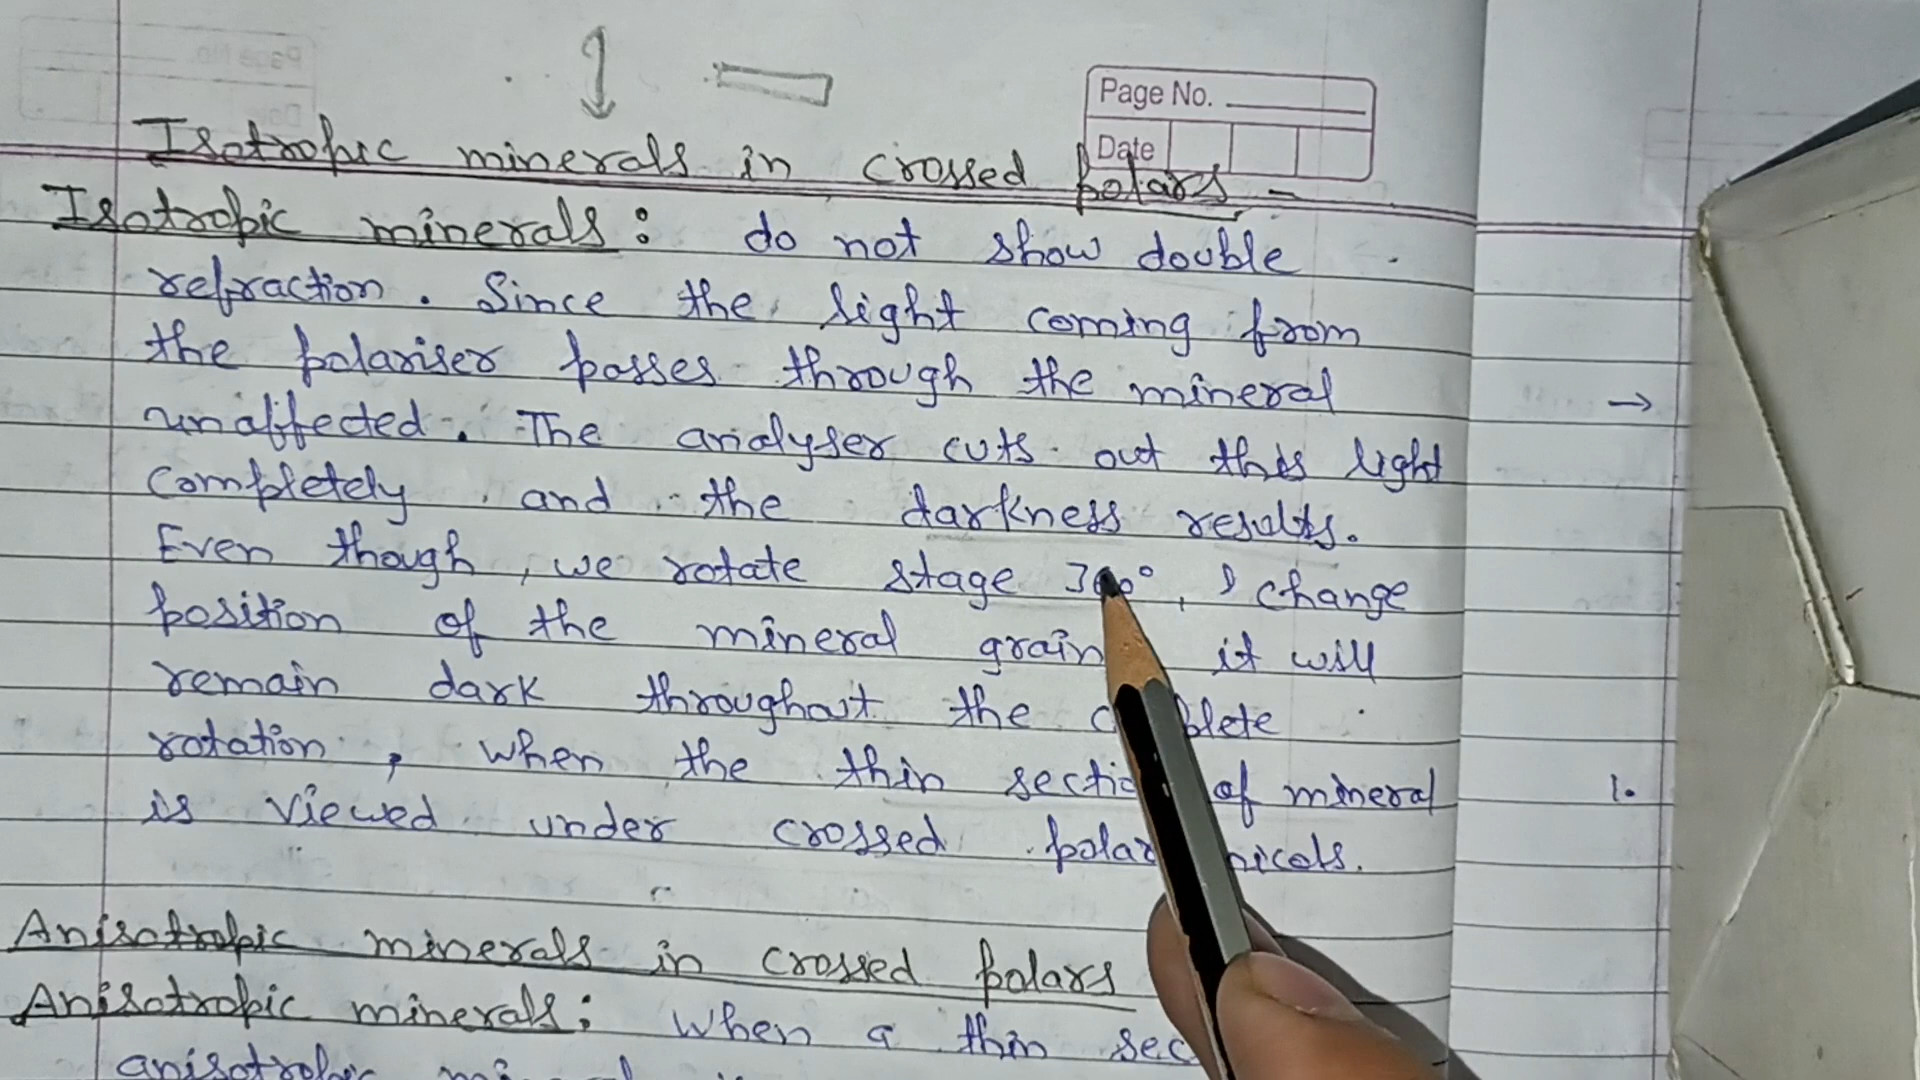 Page No.
Date
Isotropic minerals in crossed polars -
Isotropic minerals: do not show double
refraction. Since the light coming from
the polariser passes through the mineral
unaffected. The analyser cuts out this light
completely and the darkness results.
Even though, we rotate stage 360°, & change
position of the mineral grain it will
remain dark throughout the
rotation, when the thin of mineral
is viewed under crossed polar nicols.
Anisotropic minerals in crossed polars
Anisotropic minerals: When a thin sec
anisotropic
→
1.